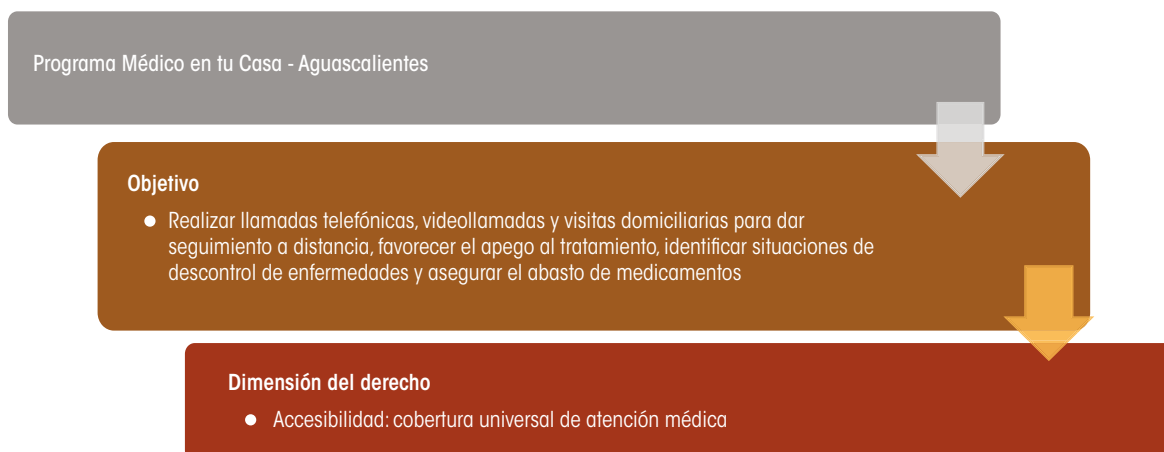 Programa Médico en tu Casa - Aguascalientes
Objetivo
● Realizar llamadas telefónicas, videollamadas y visitas domiciliarias para dar
seguimiento a distancia, favorecer el apego al tratamiento, identificar situaciones de
descontrol de enfermedades y asegurar el abasto de medicamentos
Dimensión del derecho
● Accesibilidad: cobertura universal de atención médica